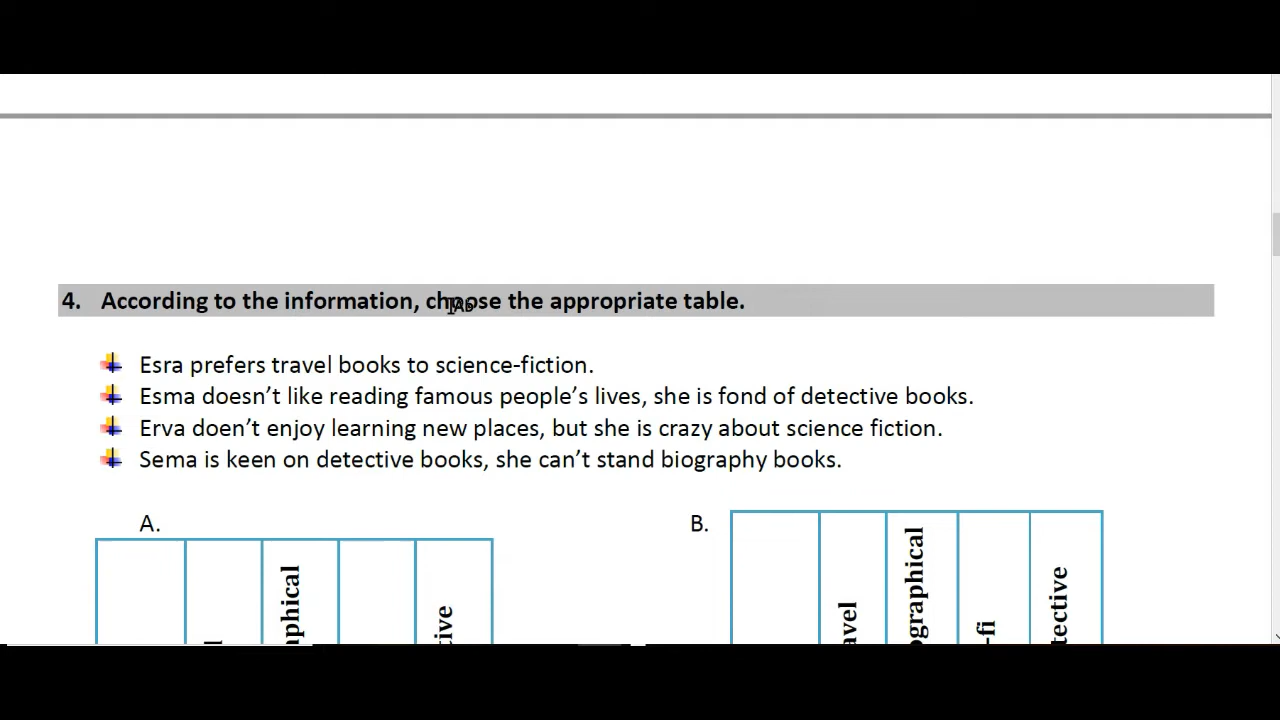 4. According to the information, choose the appropriate table.
Esra prefers travel books to science-fiction.
Esma doesn’t like reading famous people’s lives, she is fond of detective books.
Erva doen’t enjoy learning new places, but she is crazy about science fiction.
Sema is keen on detective books, she can’t stand biography books.
A.
B.